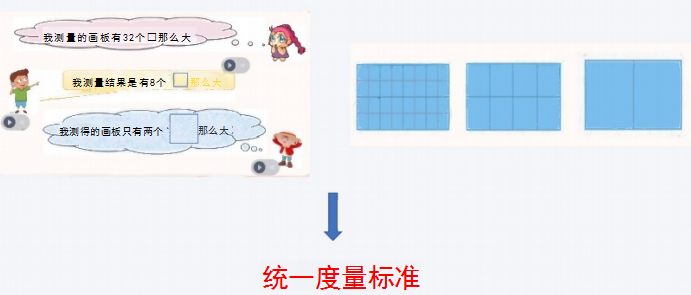 我测量的画板有32个□那么大
我测量结果是有8个□那么大
我测得的画板只有两个□那么大
统一度量标准